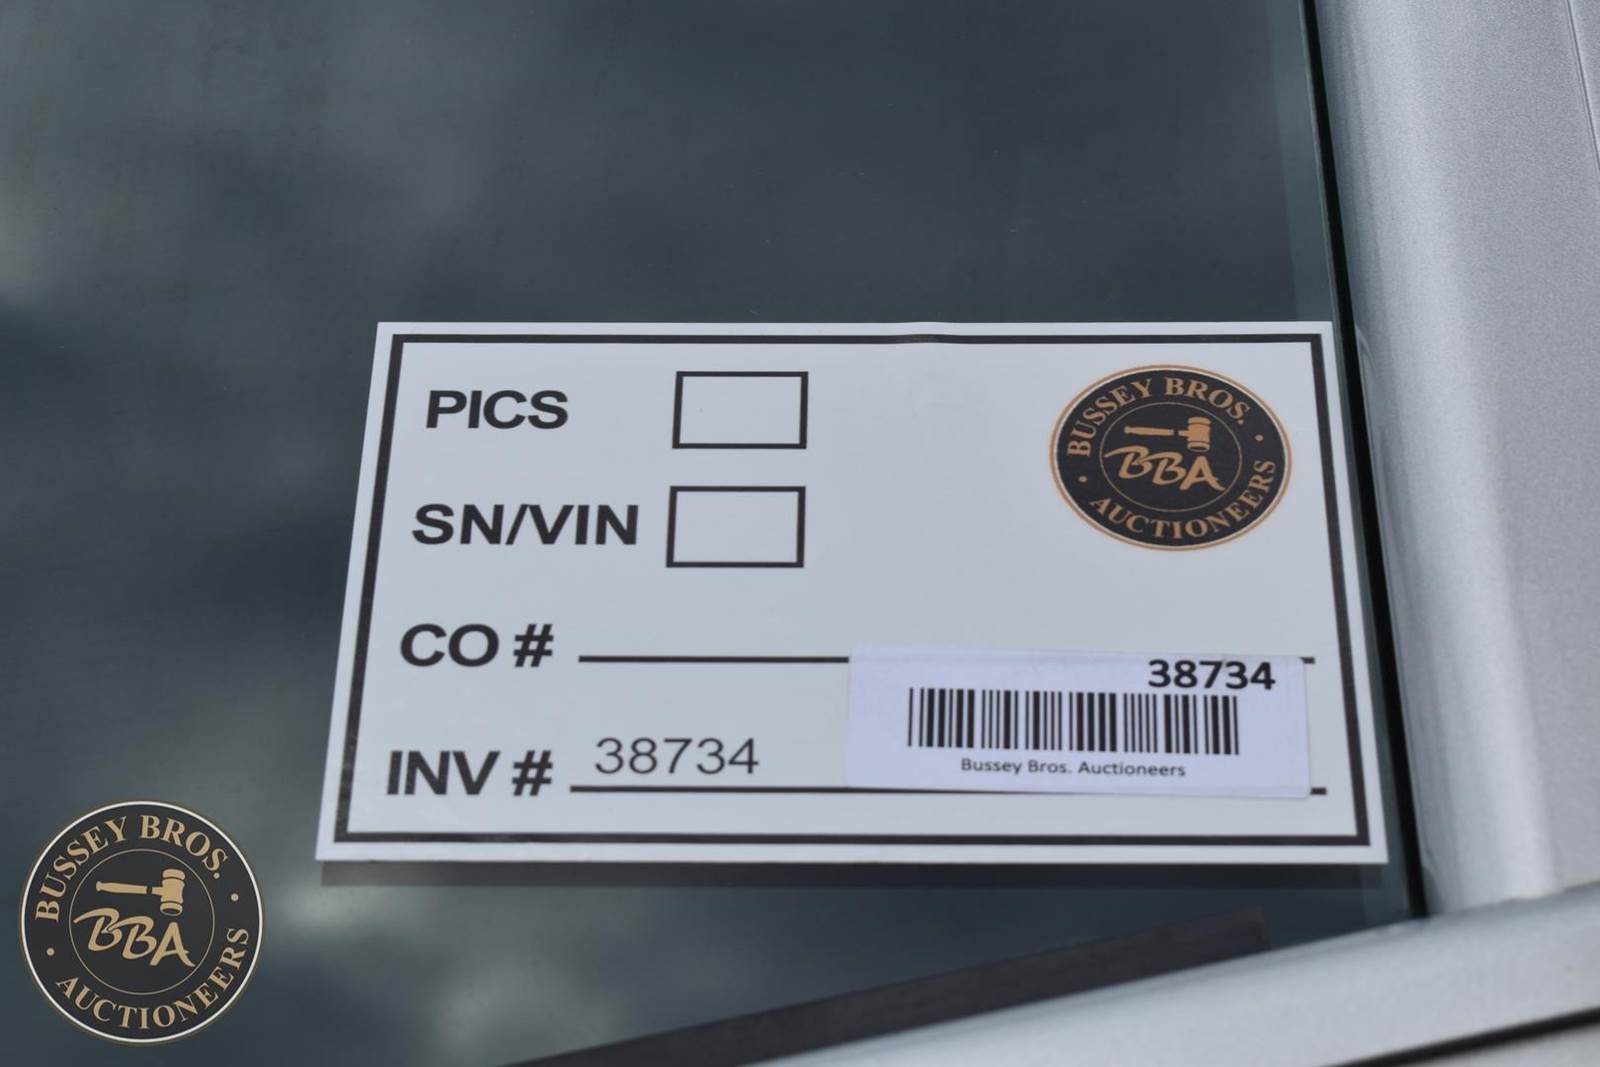 PICS
BUSSEY BROS.
BBA
AUCTIONEERS
SN/VIN
CO #
38734
INV # 38734
Bussey Bros. Auctioneers
BUSSEY BROS.
BBA
AUCTIONEERS